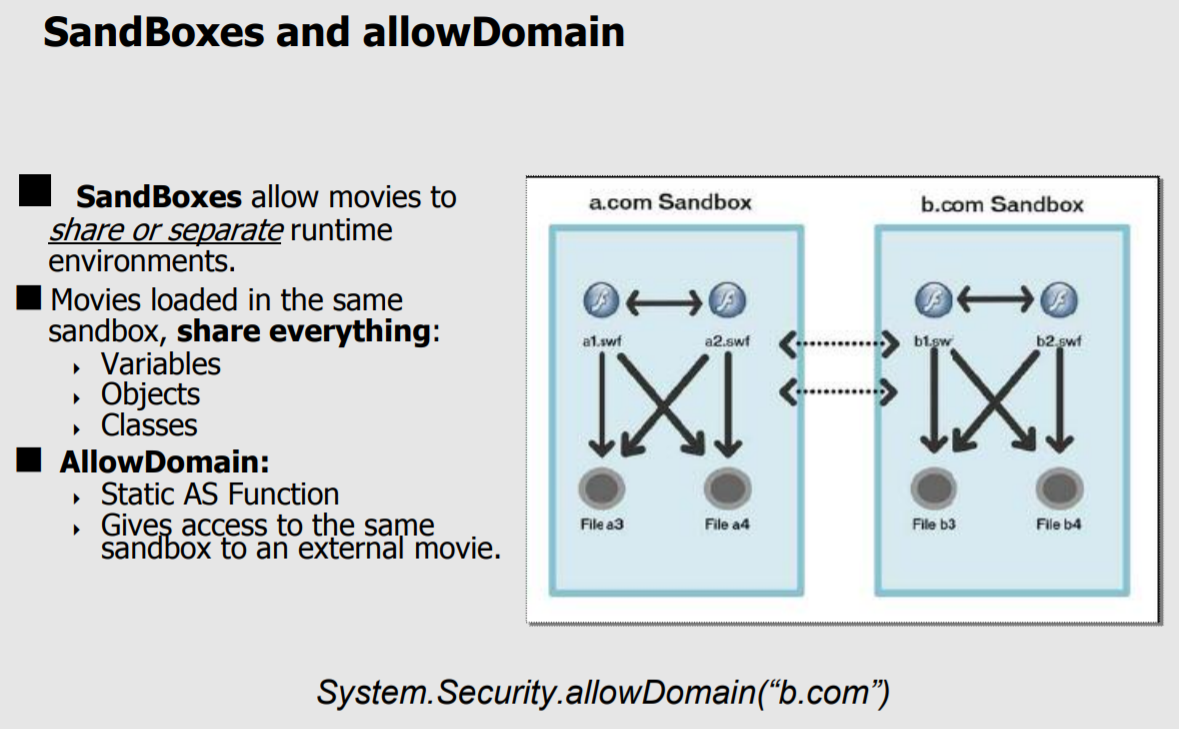 SandBoxes and allowDomain
SandBoxes allow movies to
share or separate runtime
environments.
Movies loaded in the same
sandbox, share everything:
Variables
Objects
Classes
AllowDomain:
Static AS Function
Gives access to the same
sandbox to an external movie.
a.com Sandbox
b.com Sandbox
a1.swf
a2.swf
b1.sw
b2.swf
File a3
File a4
File b3
File b4
System.Security.allowDomain(“b.com”)